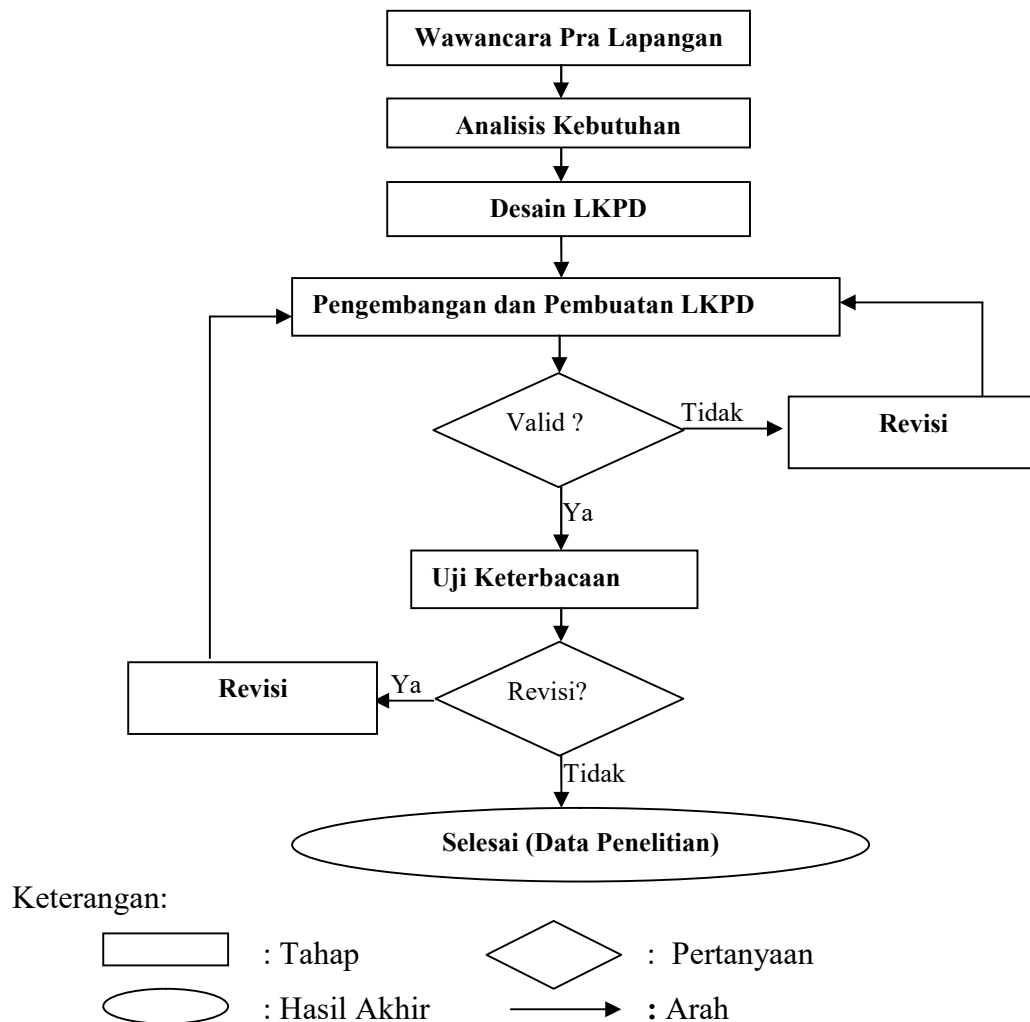 Wawancara Pra Lapangan
Analisis Kebutuhan
Desain LKPD
Pengembangan dan Pembuatan LKPD
Valid ?
Tidak
Revisi
Ya
Uji Keterbacaan
Revisi
Ya
Revisi?
Tidak
Selesai (Data Penelitian)
Keterangan:
: Tahap
: Pertanyaan
: Hasil Akhir
: Arah